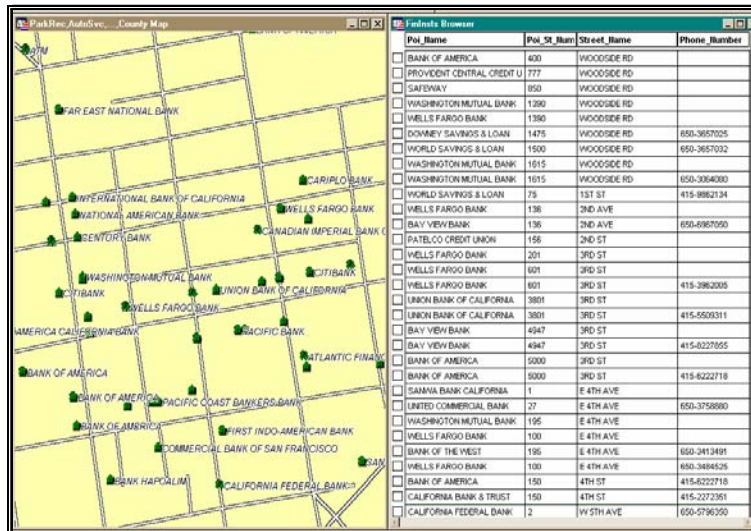 ParkRec,AutoSvc,...,County Map
ATM
FAR EAST NATIONAL BANK
CARIPLO BANK
INTERNATIONAL BANK OF CALIFORNIA
WELLS FARGO BANK
NATIONAL AMERICAN BANK
CANADIAN IMPERIAL BANK
CENTURY BANK
CITIBANK
WASHINGTON MUTUAL BANK
UNION BANK OF CALIFORNIA
CITIBANK
WELLS FARGO BANK
AMERICA CALIFORNIA BANK
PACIFIC BANK
ATLANTIC FINANC
BANK OF AMERICA
BANK OF AMERICA
PACIFIC COAST BANKERS BANK
BANK OF AMERICA
FIRST INDO-AMERICAN BANK
COMMERCIAL BANK OF SAN FRANCISCO
SAN
BANK HAPOALIM
CALIFORNIA FEDERAL BANK
FinInsts Browser
Poi_Name Poi_St_Num Street_Name Phone_Number
BANK OF AMERICA 400 WOODSIDE RD
PROVIDENT CENTRAL CREDIT U 777 WOODSIDE RD
SAFEWAY 850 WOODSIDE RD
WASHINGTON MUTUAL BANK 1390 WOODSIDE RD
WELLS FARGO BANK 1390 WOODSIDE RD
DOWNEY SAVINGS & LOAN 1475 WOODSIDE RD 650-3657025
WORLD SAVINGS & LOAN 1500 WOODSIDE RD 650-3657032
WASHINGTON MUTUAL BANK 1615 WOODSIDE RD
WASHINGTON MUTUAL BANK 1615 WOODSIDE RD 650-3064080
WORLD SAVINGS & LOAN 75 1ST ST 415-9862134
WELLS FARGO BANK 136 2ND AVE
BAY VIEW BANK 136 2ND AVE 650-6967050
PATELCO CREDIT UNION 156 2ND ST
WELLS FARGO BANK 201 3RD ST
WELLS FARGO BANK 601 3RD ST
WELLS FARGO BANK 601 3RD ST 415-3962005
UNION BANK OF CALIFORNIA 3801 3RD ST
UNION BANK OF CALIFORNIA 3801 3RD ST 415-5509311
BAY VIEW BANK 4947 3RD ST
BAY VIEW BANK 4947 3RD ST 415-8227855
BANK OF AMERICA 5000 3RD ST
BANK OF AMERICA 5000 3RD ST 415-6222718
SANWA BANK CALIFORNIA 1 E 4TH AVE
UNITED COMMERCIAL BANK 27 E 4TH AVE 650-3758880
WASHINGTON MUTUAL BANK 195 E 4TH AVE
WELLS FARGO BANK 100 E 4TH AVE
BANK OF THE WEST 195 E 4TH AVE 650-3413491
WELLS FARGO BANK 100 E 4TH AVE 650-3484525
BANK OF AMERICA 150 4TH ST 415-6222718
CALIFORNIA BANK & TRUST 150 4TH ST 415-2272351
CALIFORNIA FEDERAL BANK 2 W 5TH AVE 650-5796350